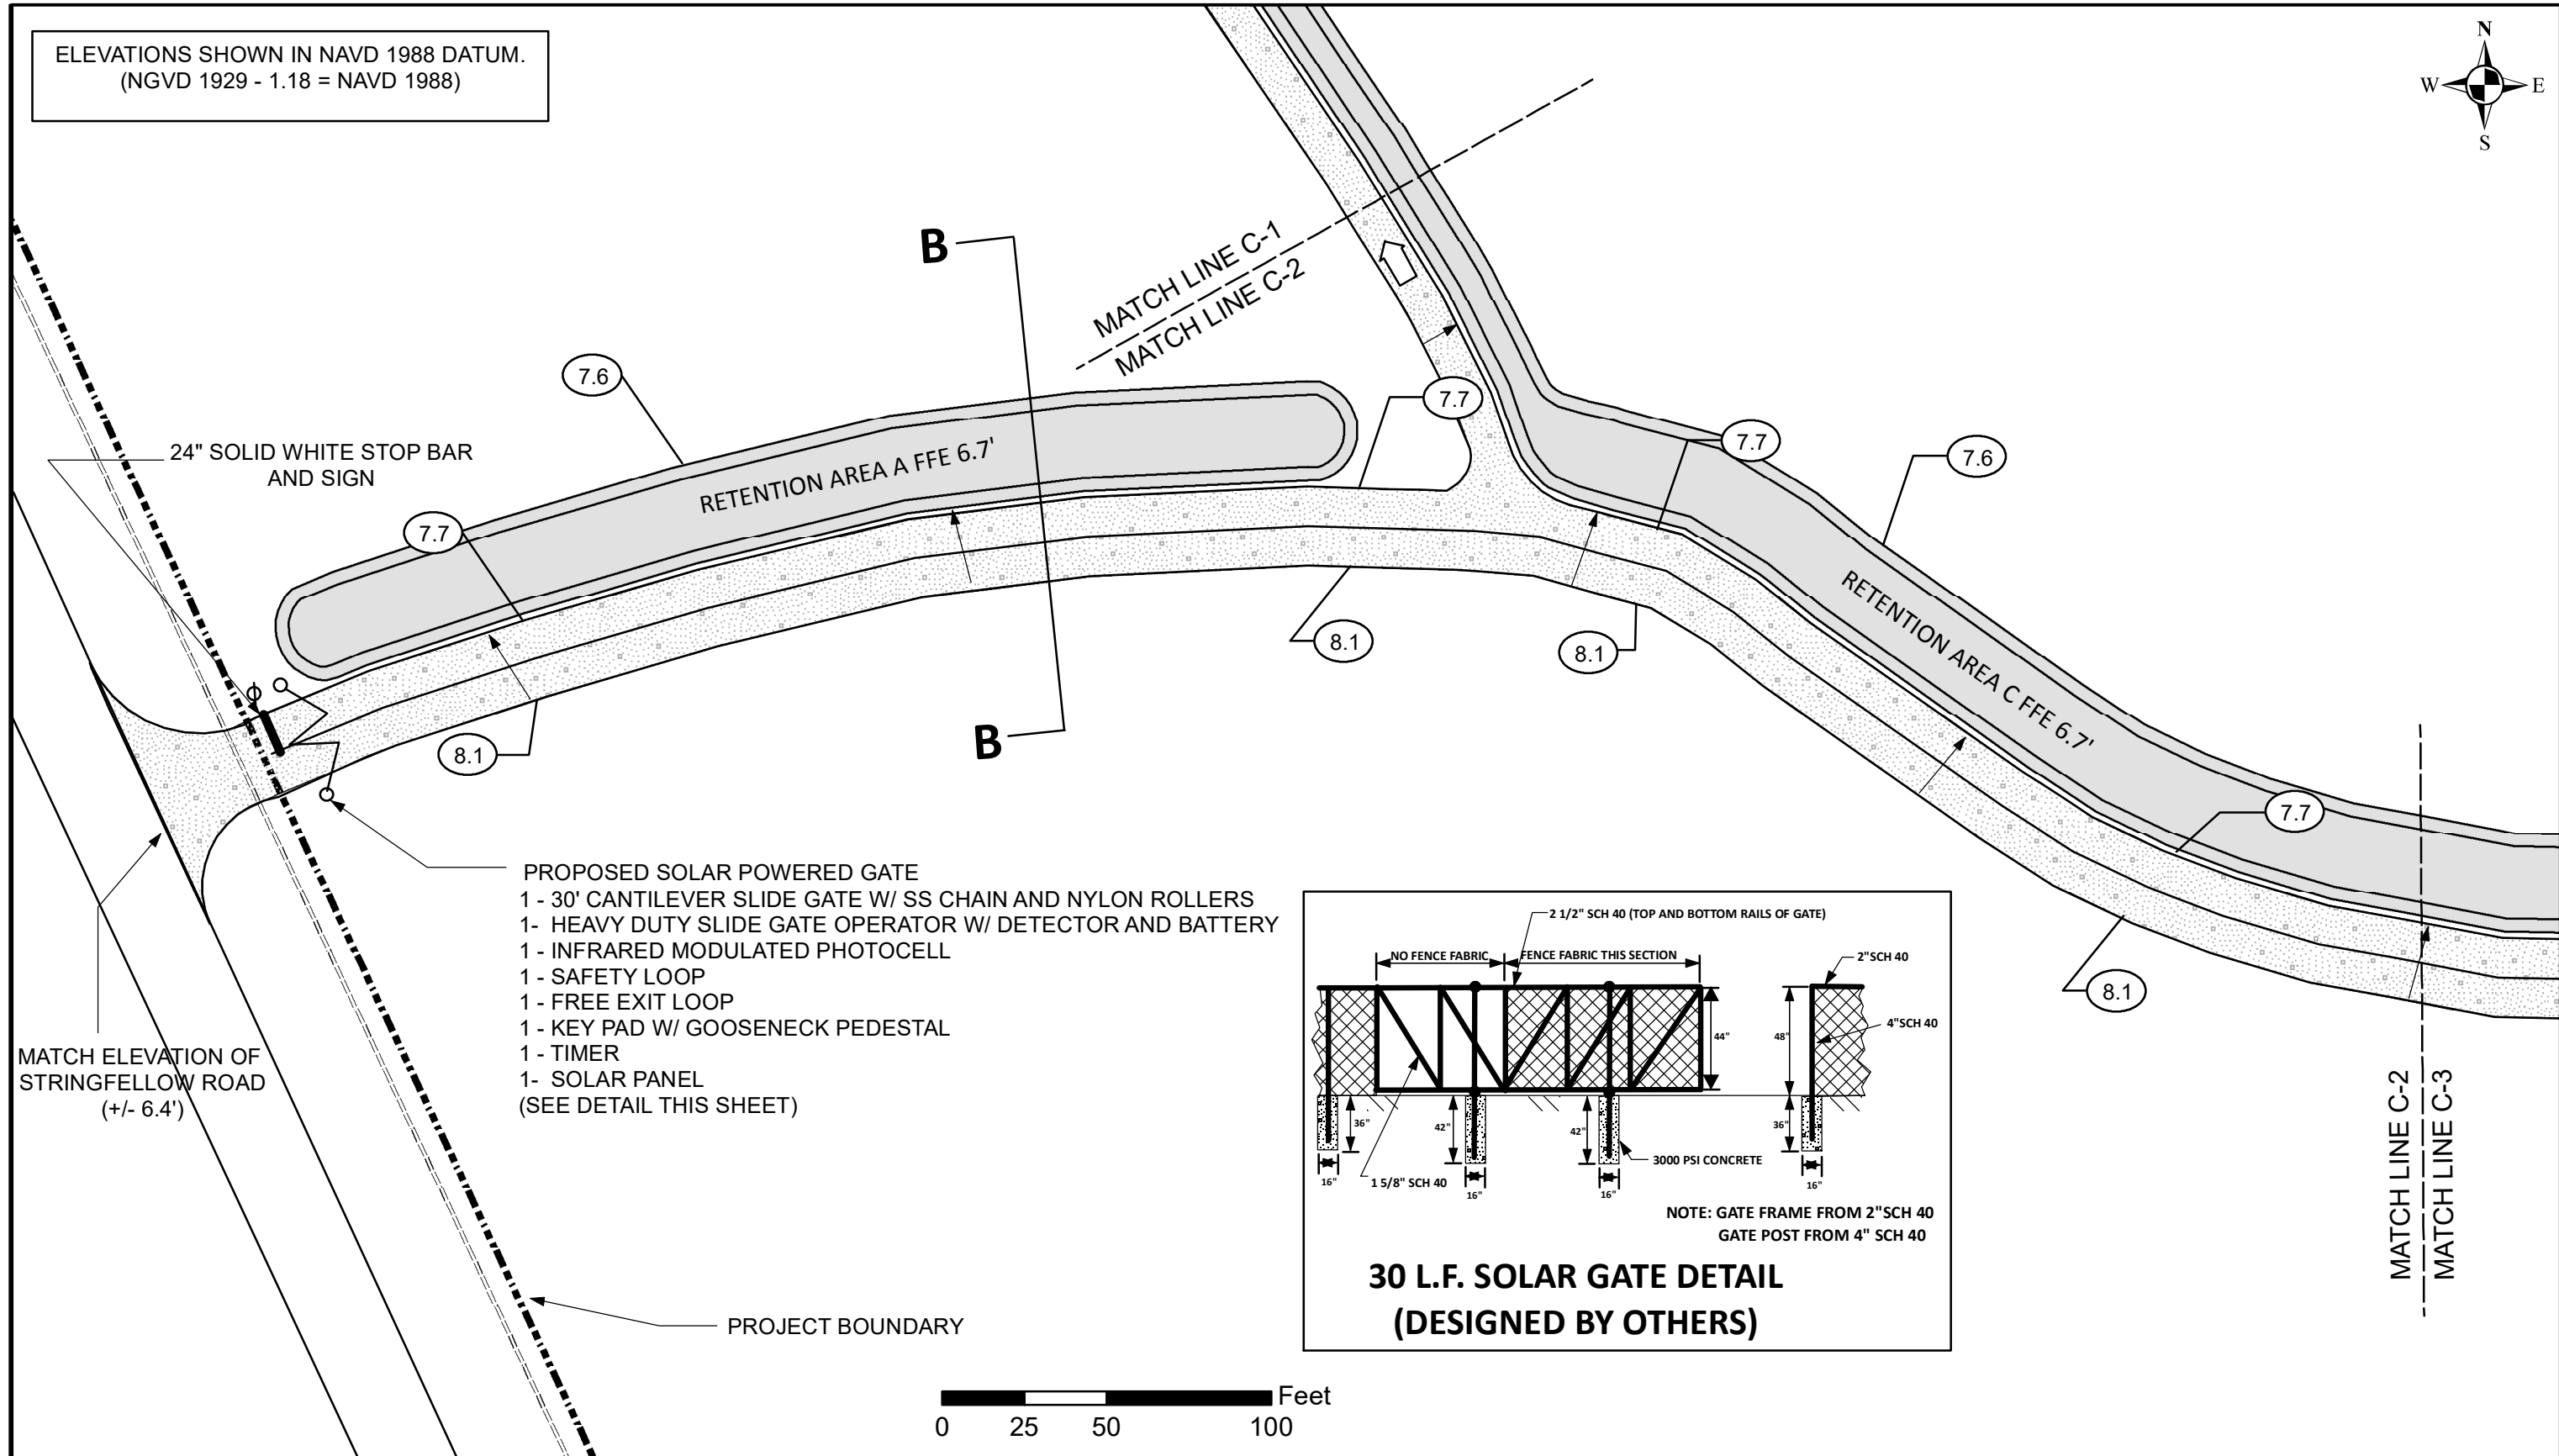 ELEVATIONS SHOWN IN NAVD 1988 DATUM.
(NGVD 1929 - 1.18 = NAVD 1988)
N
W
E
S
B
MATCH LINE C-1
MATCH LINE C-2
7.6
7.7
7.7
7.6
24" SOLID WHITE STOP BAR
AND SIGN
RETENTION AREA A FFE 6.7'
7.7
RETENTION AREA C FFE 6.7'
8.1
8.1
B
8.1
7.7
8.1
PROPOSED SOLAR POWERED GATE
1 - 30' CANTILEVER SLIDE GATE W/ SS CHAIN AND NYLON ROLLERS
1- HEAVY DUTY SLIDE GATE OPERATOR W/ DETECTOR AND BATTERY
1 - INFRARED MODULATED PHOTOCELL
1 - SAFETY LOOP
1 - FREE EXIT LOOP
1 - KEY PAD W/ GOOSENECK PEDESTAL
1 - TIMER
1- SOLAR PANEL
(SEE DETAIL THIS SHEET)
MATCH ELEVATION OF
STRINGFELLOW ROAD
(+/- 6.4')
PROJECT BOUNDARY
2 1/2" SCH 40 (TOP AND BOTTOM RAILS OF GATE)
NO FENCE FABRIC
FENCE FABRIC THIS SECTION
2"SCH 40
4"SCH 40
44"
48"
36"
42"
42"
36"
3000 PSI CONCRETE
1 5/8" SCH 40
16"
16"
16"
16"
NOTE: GATE FRAME FROM 2"SCH 40
GATE POST FROM 4" SCH 40
30 L.F. SOLAR GATE DETAIL
(DESIGNED BY OTHERS)
MATCH LINE C-2
MATCH LINE C-3
Feet
0 25 50 100